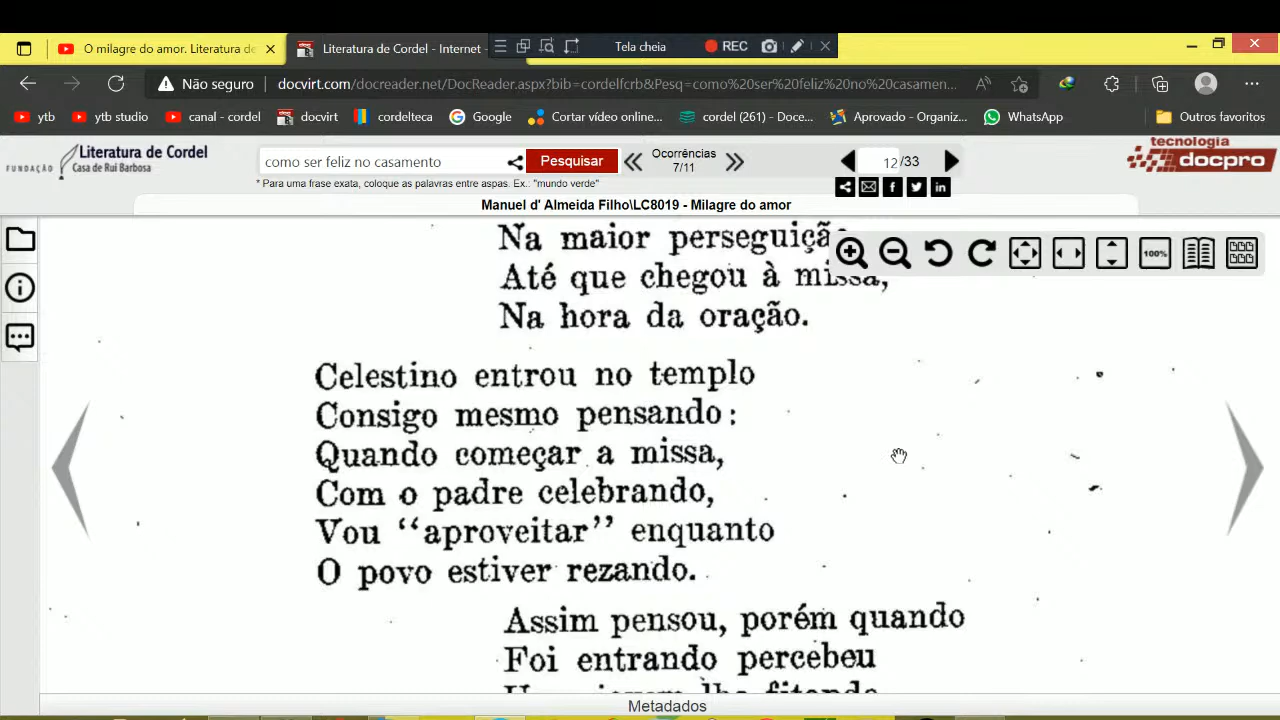 O milagre do amor. Literatura de
Literatura de Cordel - Internet
Tela cheia
REC
Não seguro
docvirt.com/docreader.net/DocReader.aspx?bib=cordelfcrb&Pesq=como%20ser%20feliz%20no%20casamen...
ytb
ytb studio
canal - cordel
docvirt
cordelteca
Google
Cortar vídeo online...
cordel (261) — Doce...
Aprovado - Organiz...
WhatsApp
Outros favoritos
FUNDAÇÃO
Literatura de Cordel
Casa de Rui Barbosa
como ser feliz no casamento
Pesquisar
Ocorrências
7/11
12 /33
tecnologia
docpro
* Para uma frase exata, coloque as palavras entre aspas. Ex.: "mundo verde"
Manuel d' Almeida Filho\LC8019 - Milagre do amor
100%
Na maior perseguição
Até que chegou à missa,
Na hora da oração.
Celestino entrou no templo
Consigo mesmo pensando:
Quando começar a missa,
Com o padre celebrando,
Vou "aproveitar" enquanto
O povo estiver rezando.
Assim pensou, porém quando
Foi entrando percebeu
Metadados